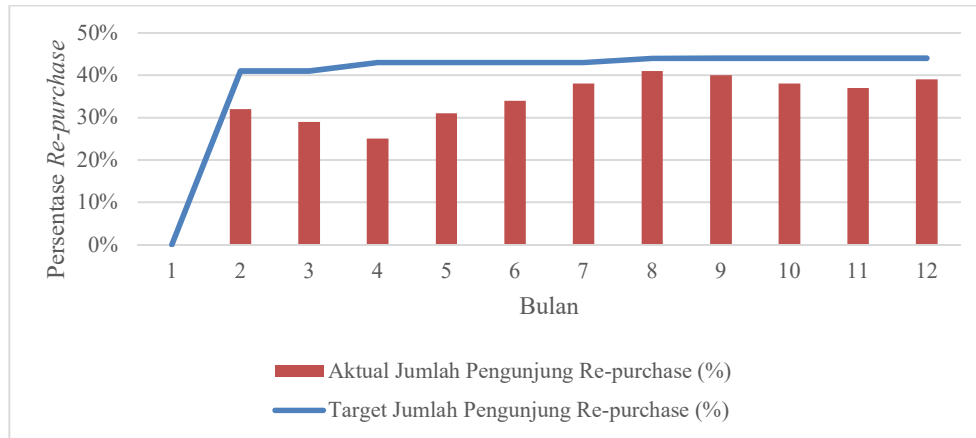 50%
40%
30%
20%
10%
0%
Persentase Re-purchase
1 2 3 4 5 6 7 8 9 10 11 12
Bulan
Aktual Jumlah Pengunjung Re-purchase (%)
Target Jumlah Pengunjung Re-purchase (%)